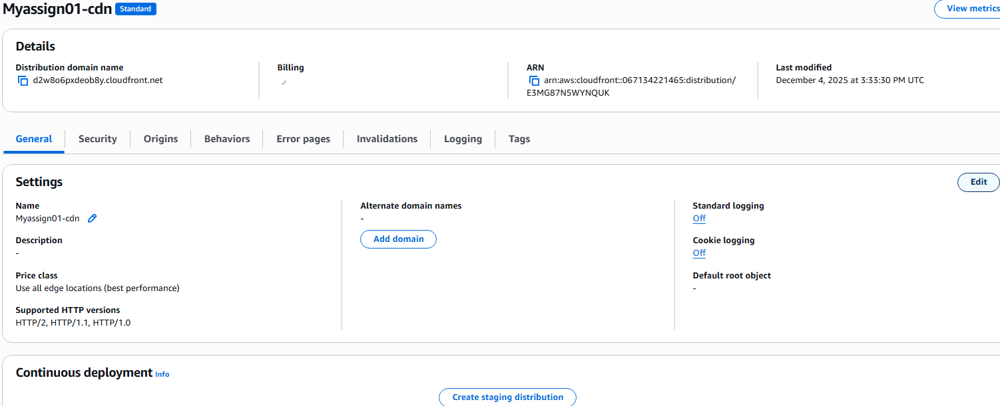 Myassign01-cdn Standard
View metrics
Details
Distribution domain name
d2w8o6pxdeob8y.cloudfront.net
Billing
ARN
arn:aws:cloudfront::067134221465:distribution/
E3MG87N5WYNQUK
Last modified
December 4, 2025 at 3:33:30 PM UTC
General
Security
Origins
Behaviors
Error pages
Invalidations
Logging
Tags
Settings
Edit
Name
Myassign01-cdn
Description
-
Price class
Use all edge locations (best performance)
Supported HTTP versions
HTTP/2, HTTP/1.1, HTTP/1.0
Alternate domain names
-
Add domain
Standard logging
Off
Cookie logging
Off
Default root object
-
Continuous deployment Info
Create staging distribution